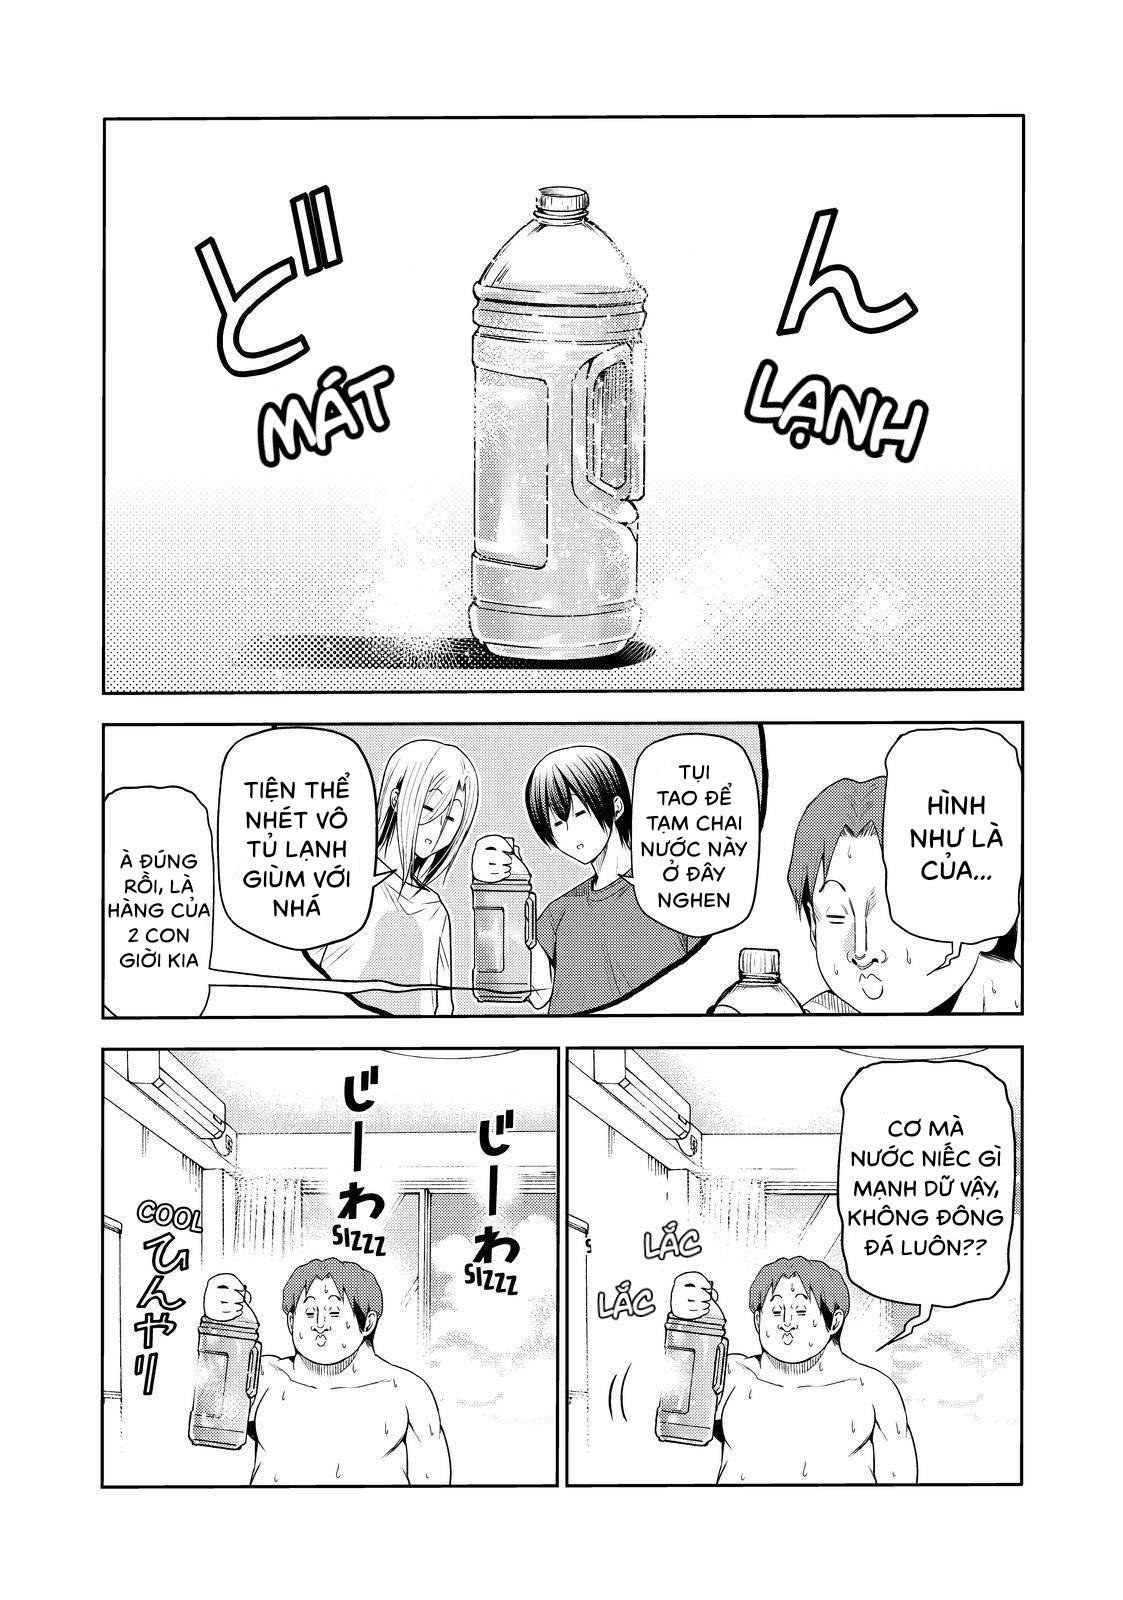 どん
MÁT
LẠNH
HÌNH
NHƯ LÀ
CỦA...
TỤI
TAO ĐỂ
TẠM CHAI
NƯỚC NÀY
Ở ĐÂY
NGHEN
TIỆN THỂ
NHÉT VÔ
TỦ LẠNH
GIÙM VỚI
NHÁ
À ĐÚNG
RỒI, LÀ
HÀNG CỦA
2 CON
GIỜI KIA
CƠ MÀ
NƯỚC NIẾC GÌ
MẠNH DỮ VẬY,
KHÔNG ĐÔNG
ĐÁ LUÔN??
LẮC
LẮC
じーわ
SIZZZ
じーわ
SIZZZ
COOL
ひんやり